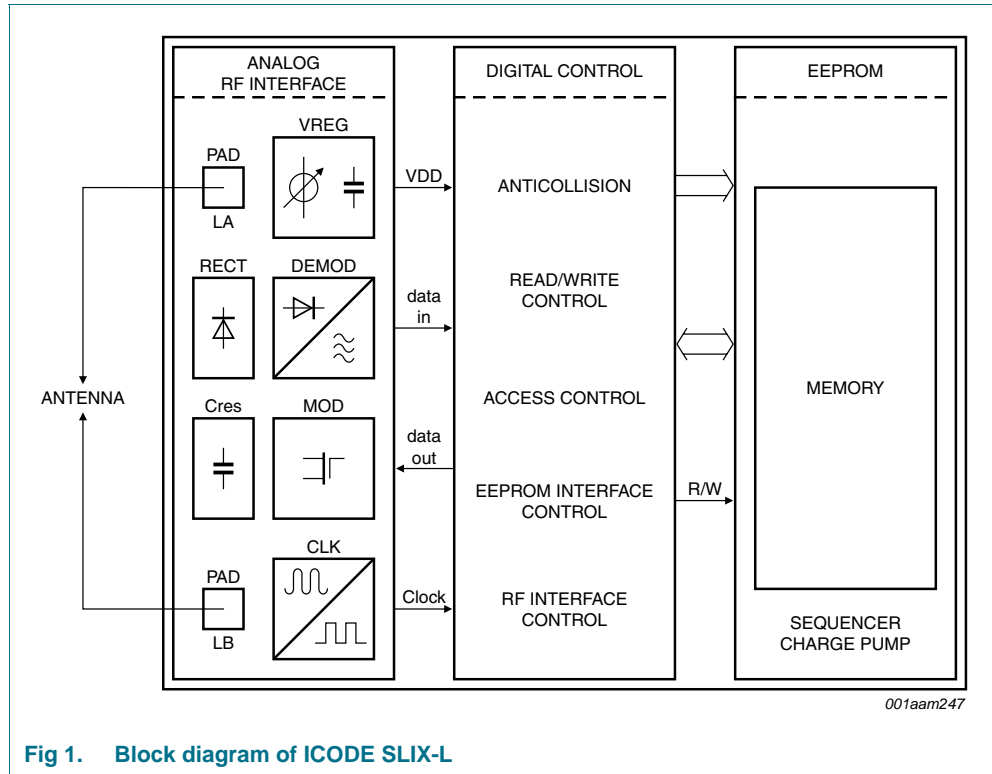 ANALOG
RF INTERFACE
DIGITAL CONTROL
EEPROM
VREG
PAD
LA
VDD
ANTICOLLISION
RECT
DEMOD
data
in
READ/WRITE
CONTROL
ANTENNA
MEMORY
ACCESS CONTROL
Cres
MOD
data
out
EEPROM INTERFACE
CONTROL
R/W
CLK
PAD
LB
Clock
RF INTERFACE
CONTROL
SEQUENCER
CHARGE PUMP
001aam247
Fig 1. Block diagram of ICODE SLIX-L